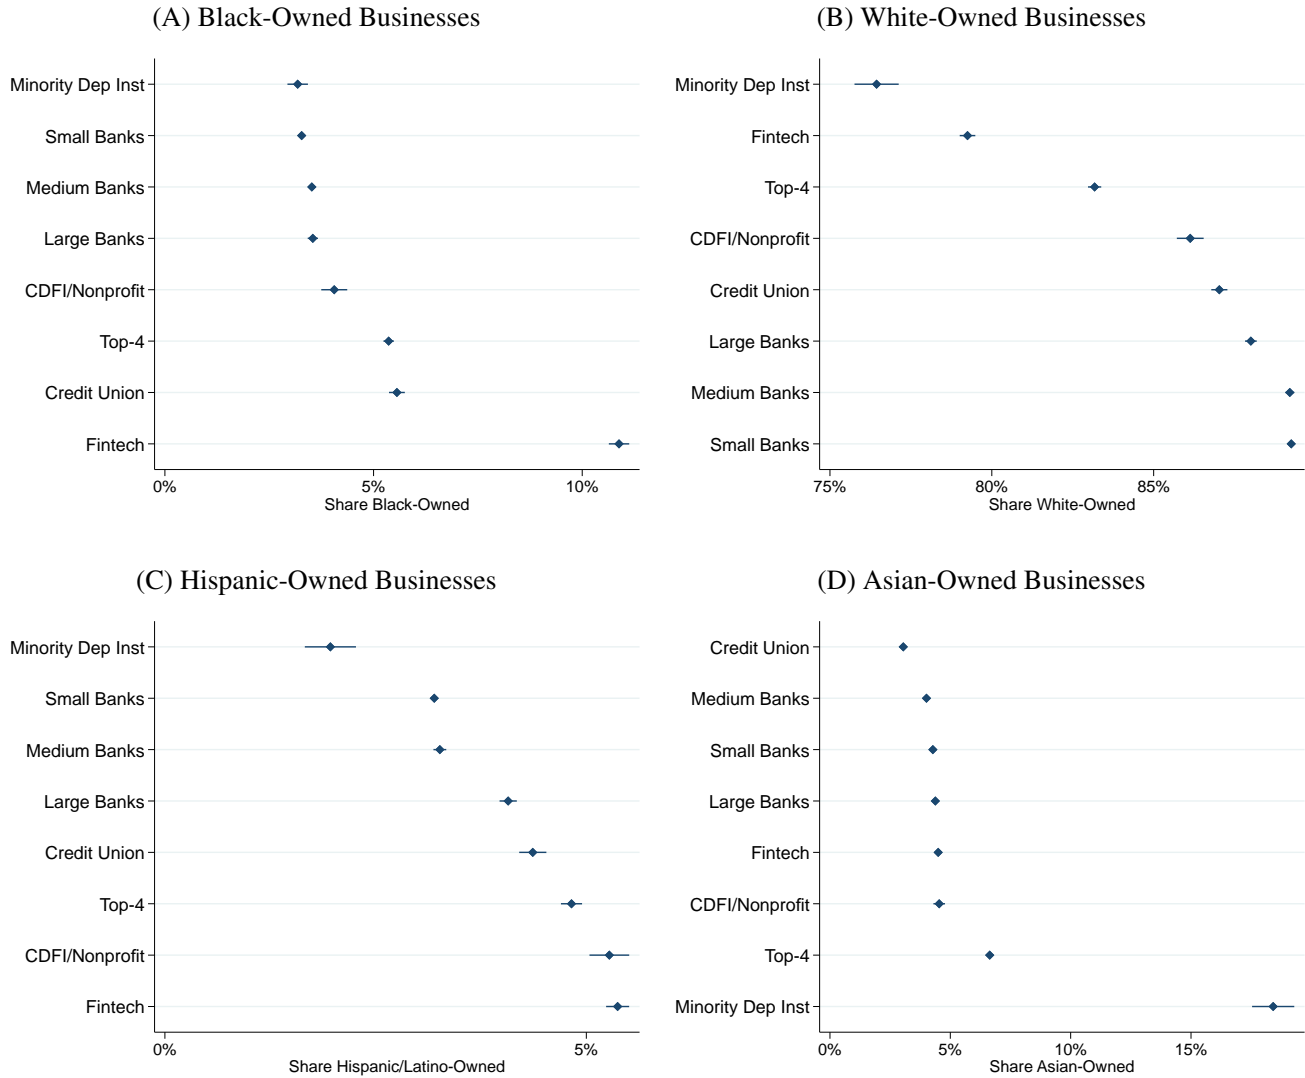 (A) Black-Owned Businesses
Minority Dep Inst
Small Banks
Medium Banks
Large Banks
CDFI/Nonprofit
Top-4
Credit Union
Fintech
0% 5% 10%
Share Black-Owned
(B) White-Owned Businesses
Minority Dep Inst
Fintech
Top-4
CDFI/Nonprofit
Credit Union
Large Banks
Medium Banks
Small Banks
75% 80% 85%
Share White-Owned
(C) Hispanic-Owned Businesses
Minority Dep Inst
Small Banks
Medium Banks
Large Banks
Credit Union
Top-4
CDFI/Nonprofit
Fintech
0% 5%
Share Hispanic/Latino-Owned
(D) Asian-Owned Businesses
Credit Union
Medium Banks
Small Banks
Large Banks
Fintech
CDFI/Nonprofit
Top-4
Minority Dep Inst
0% 5% 10% 15%
Share Asian-Owned